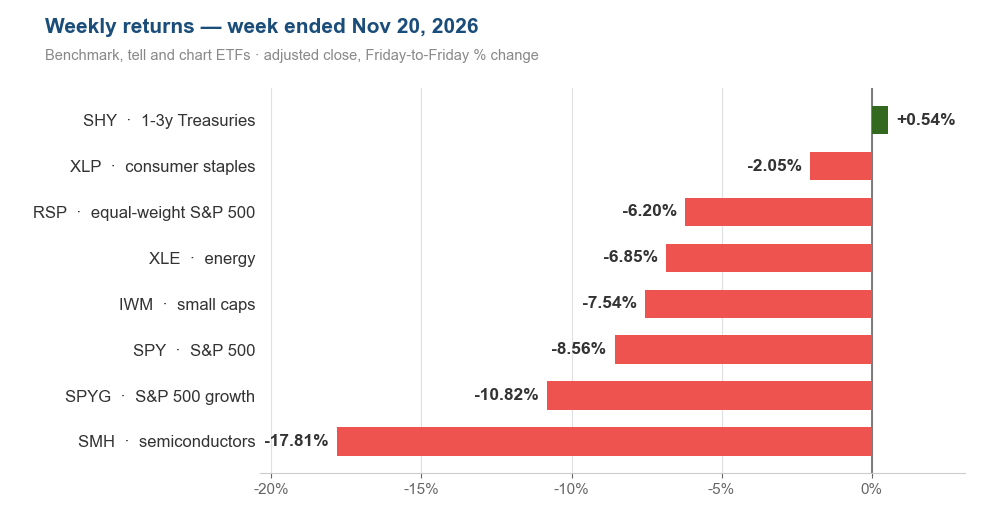 Weekly returns — week ended Nov 20, 2026
Benchmark, tell and chart ETFs · adjusted close, Friday-to-Friday % change
SHY · 1-3y Treasuries +0.54%
XLP · consumer staples -2.05%
RSP · equal-weight S&P 500 -6.20%
XLE · energy -6.85%
IWM · small caps -7.54%
SPY · S&P 500 -8.56%
SPYG · S&P 500 growth -10.82%
SMH · semiconductors -17.81%
-20% -15% -10% -5% 0%